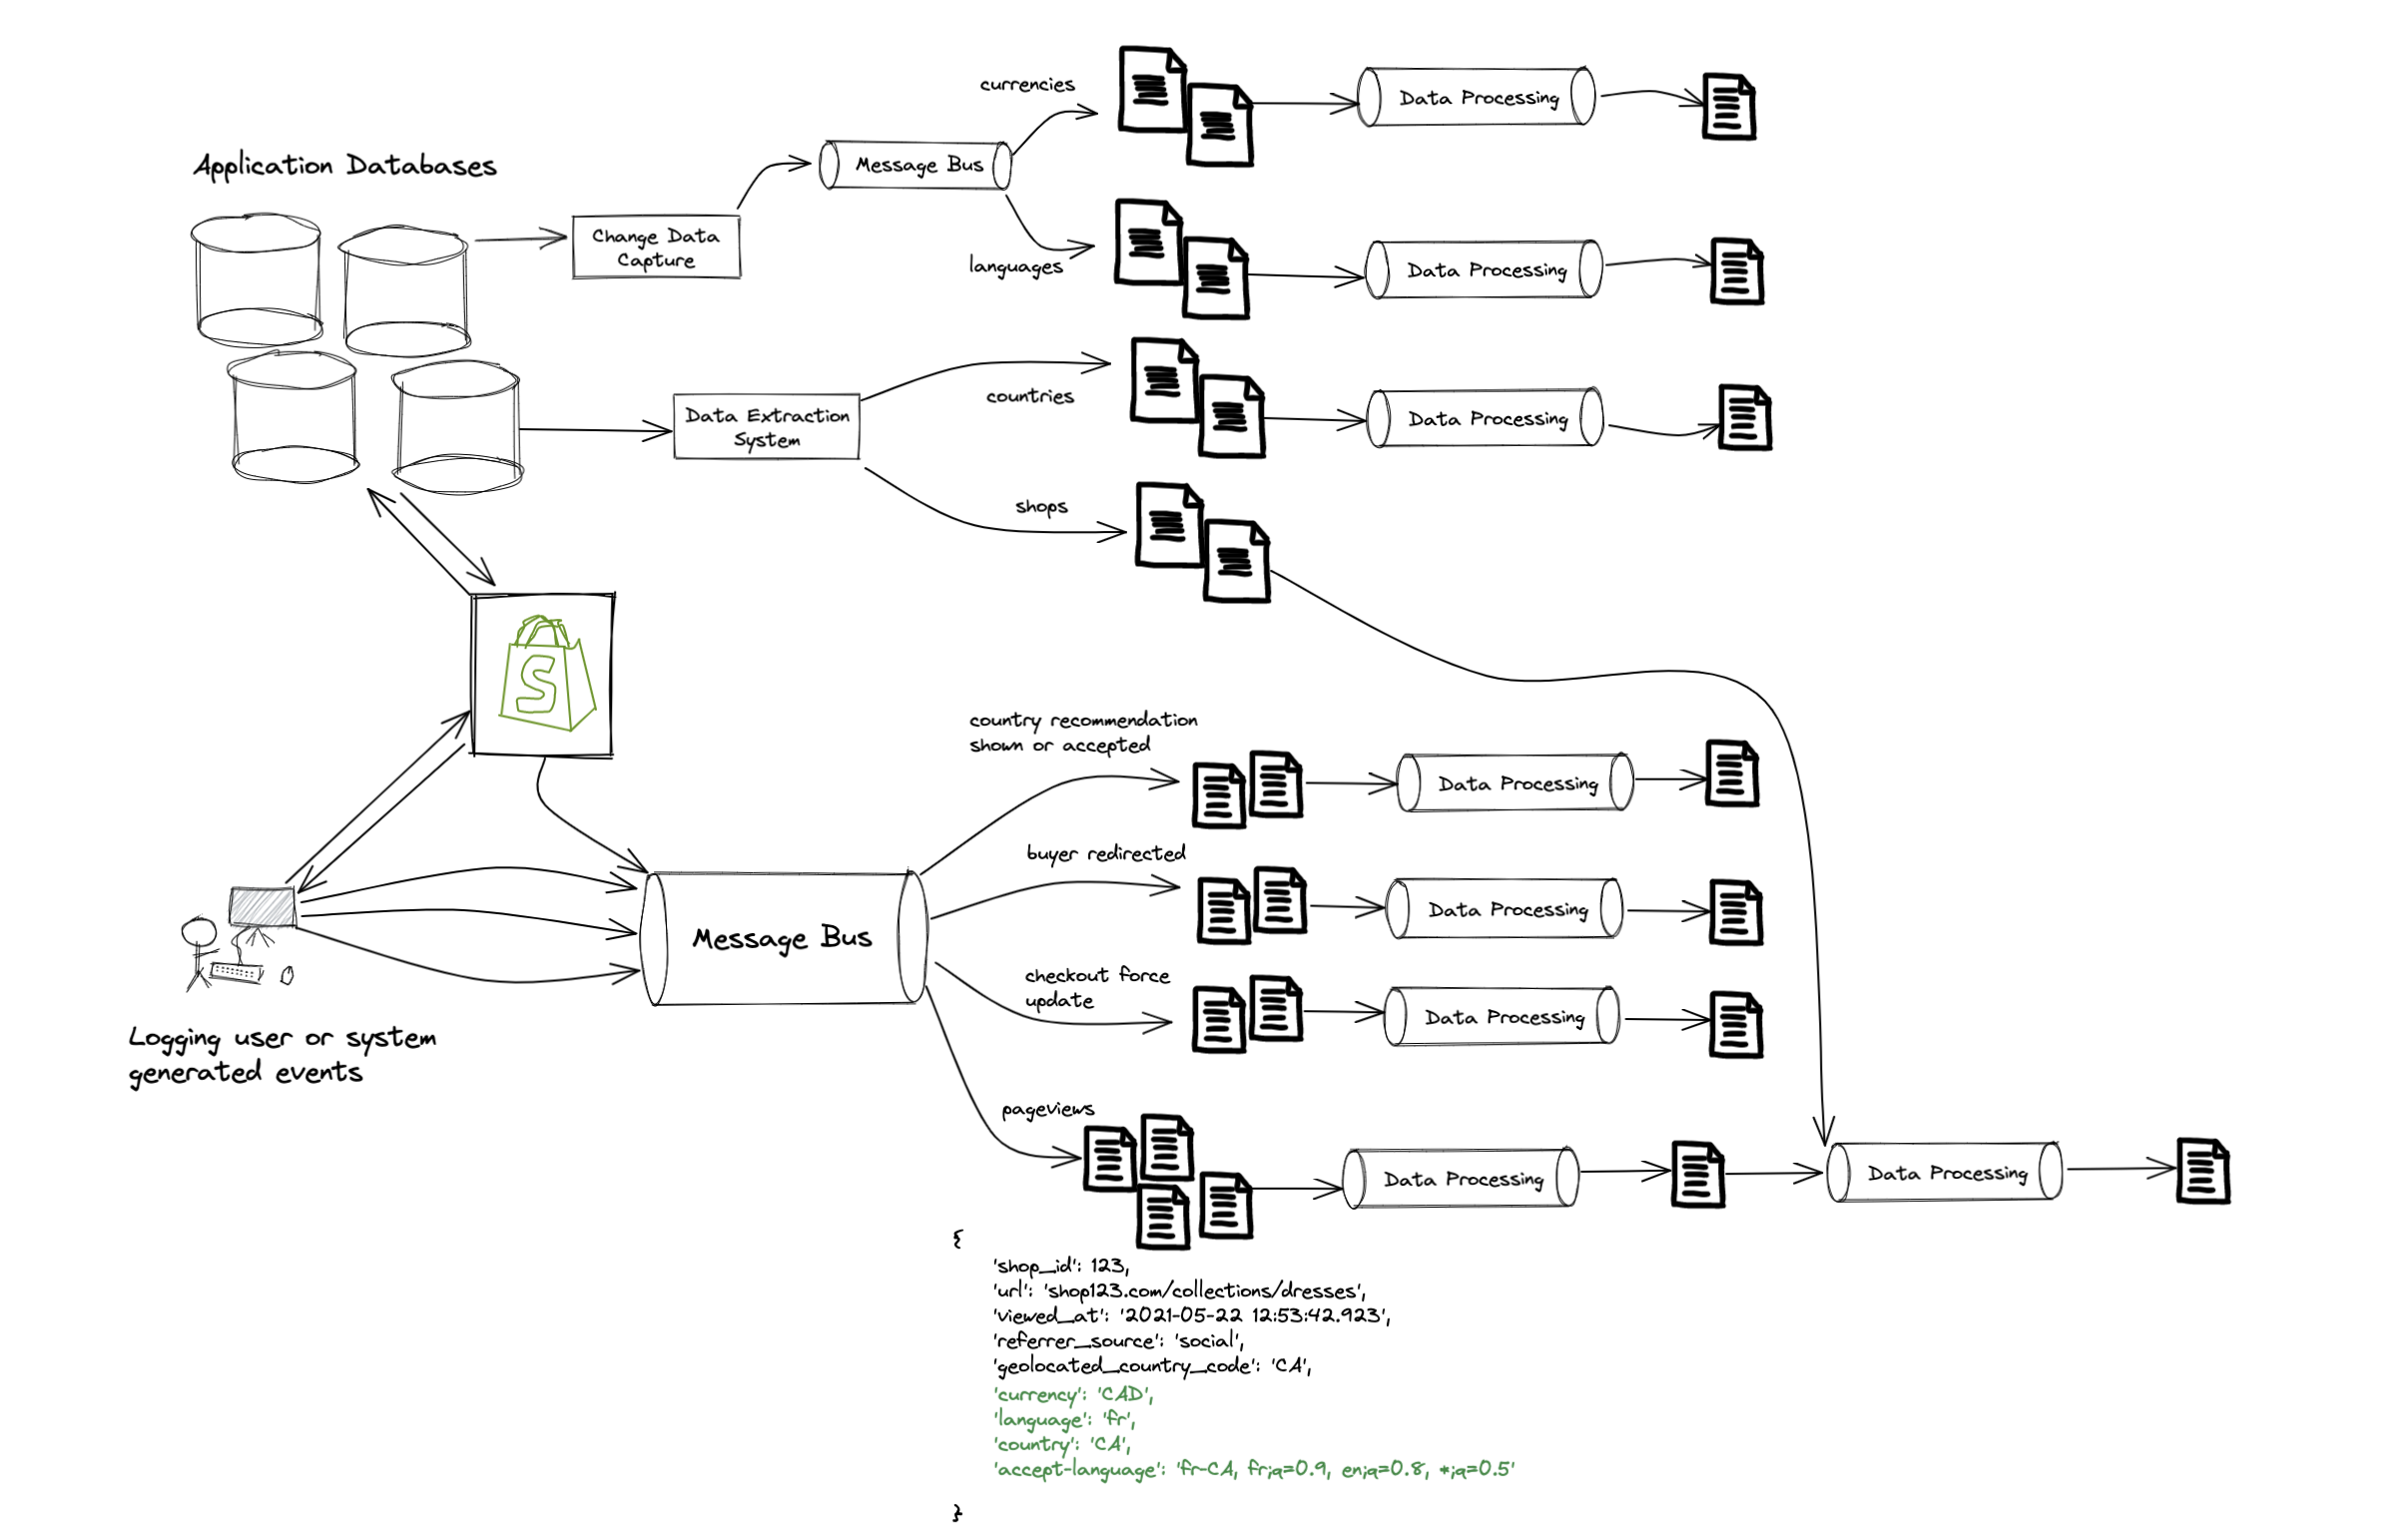 currencies
Data Processing
Application Databases
Message Bus
Change Data
Capture
languages
Data Processing
countries
Data Extraction
System
Data Processing
shops
S
country recommendation
shown or accepted
Data Processing
buyer redirected
Data Processing
Message Bus
checkout force
update
Data Processing
Logging user or system
generated events
pageviews
Data Processing
Data Processing
{
'shop_id': 123,
'url': 'shop123.com/collections/dresses',
'viewed_at': '2021-05-22 12:53:42.923',
'referrer_source': 'social',
'geolocated_country_code': 'CA',
'currency': 'CAD',
'language': 'fr',
'country': 'CA',
'accept-language': 'fr-CA, fr;q=0.9, en;q=0.8, *;q=0.5'
}